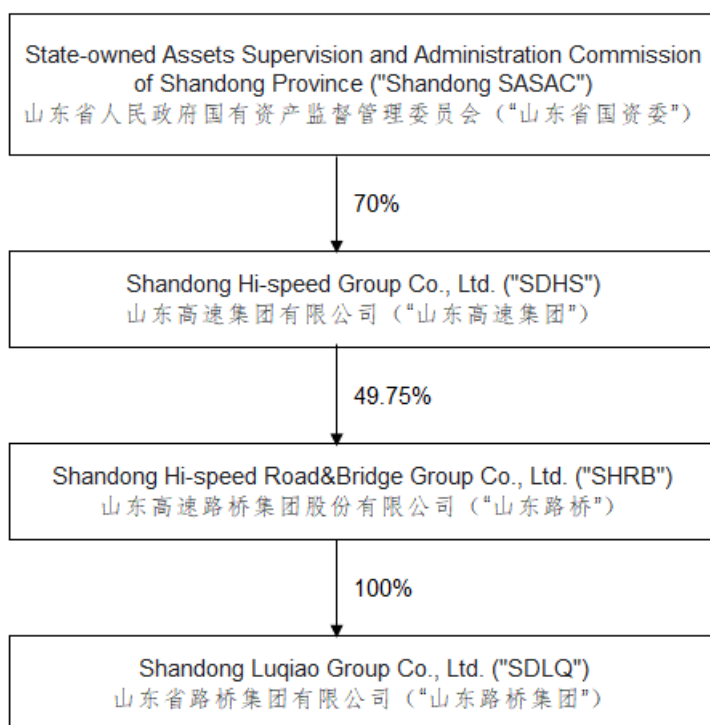 State-owned Assets Supervision and Administration Commission
of Shandong Province ("Shandong SASAC")
山东省人民政府国有资产监督管理委员会（“山东省国资委”）
70%
Shandong Hi-speed Group Co., Ltd. ("SDHS")
山东高速集团有限公司（“山东高速集团”）
49.75%
Shandong Hi-speed Road&Bridge Group Co., Ltd. ("SHRB")
山东高速路桥集团股份有限公司（“山东路桥”）
100%
Shandong Luqiao Group Co., Ltd. ("SDLQ")
山东省路桥集团有限公司（“山东路桥集团”）